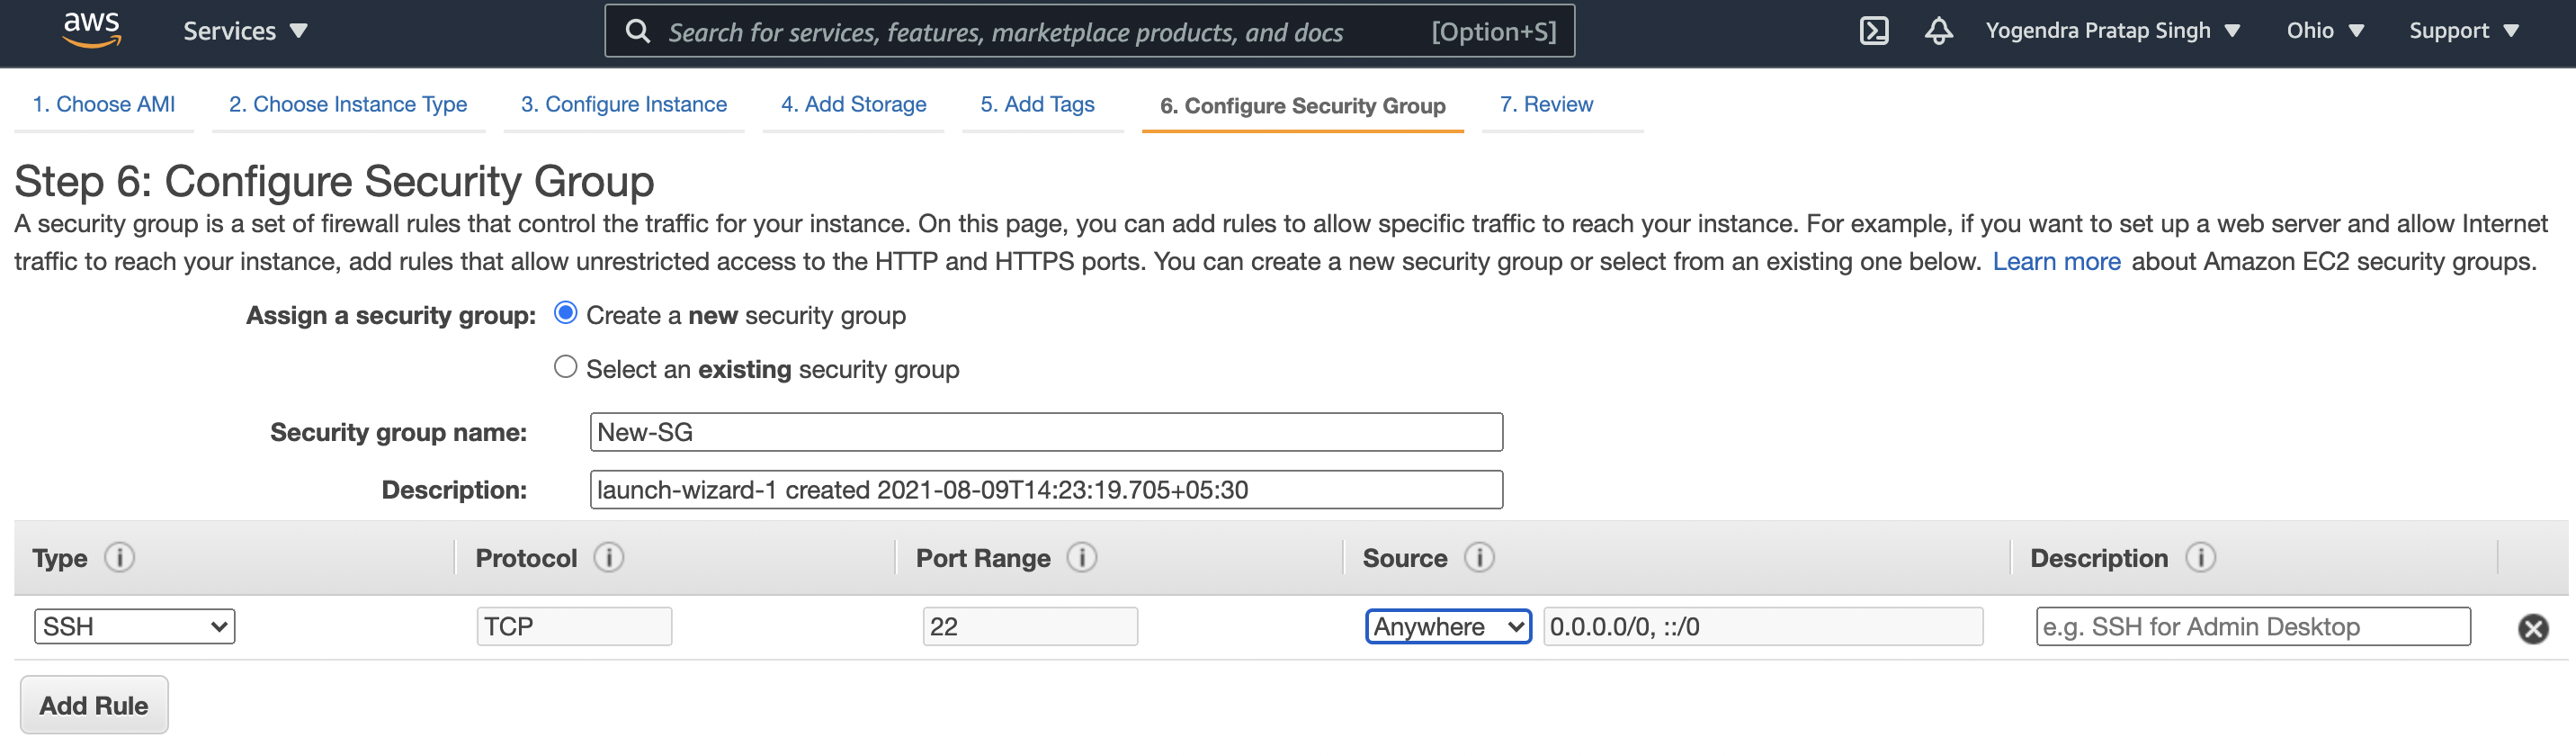 aws Services Search for services, features, marketplace products, and docs [Option+S] Yogendra Pratap Singh Ohio Support
1. Choose AMI 2. Choose Instance Type 3. Configure Instance 4. Add Storage 5. Add Tags 6. Configure Security Group 7. Review
Step 6: Configure Security Group
A security group is a set of firewall rules that control the traffic for your instance. On this page, you can add rules to allow specific traffic to reach your instance. For example, if you want to set up a web server and allow Internet
traffic to reach your instance, add rules that allow unrestricted access to the HTTP and HTTPS ports. You can create a new security group or select from an existing one below. Learn more about Amazon EC2 security groups.
Assign a security group: Create a new security group
Select an existing security group
Security group name: New-SG
Description: launch-wizard-1 created 2021-08-09T14:23:19.705+05:30
Type i Protocol i Port Range i Source i Description i
SSH TCP 22 Anywhere 0.0.0.0/0, ::/0 e.g. SSH for Admin Desktop
Add Rule